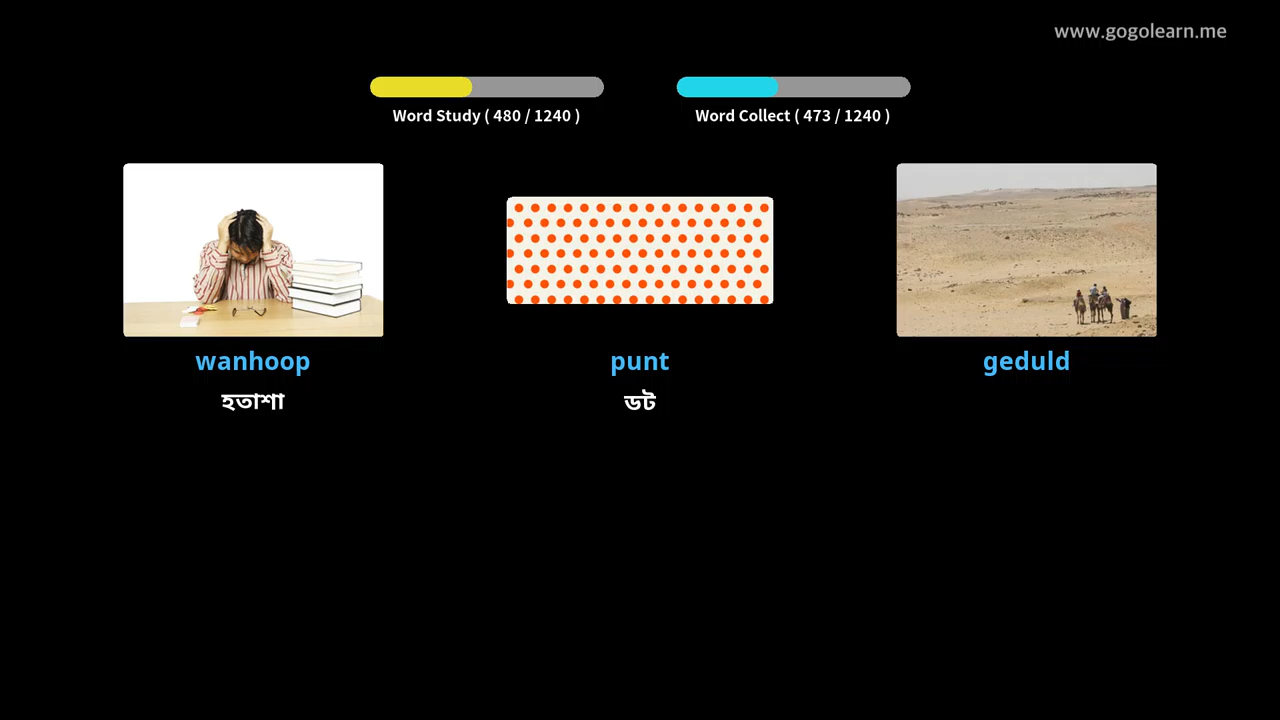 www.gogolearn.me
Word Study ( 480 / 1240 )
Word Collect ( 473 / 1240 )
wanhoop
punt
geduld
হতাশা
ডট